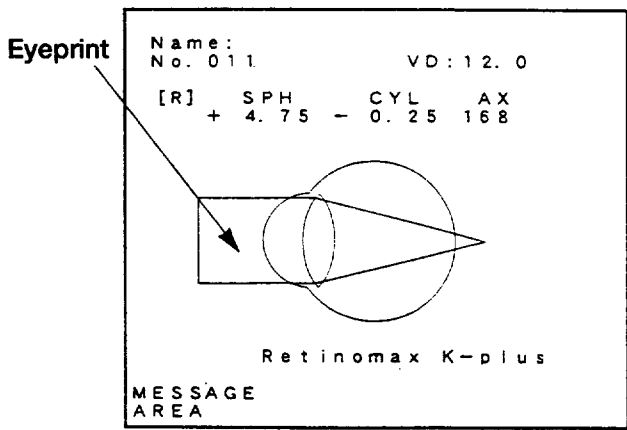 Eyeprint
Name:
No. 011 VD:12.0
[R] SPH CYL AX
+ 4.75 - 0.25 168
Retinomax K-plus
MESSAGE
AREA